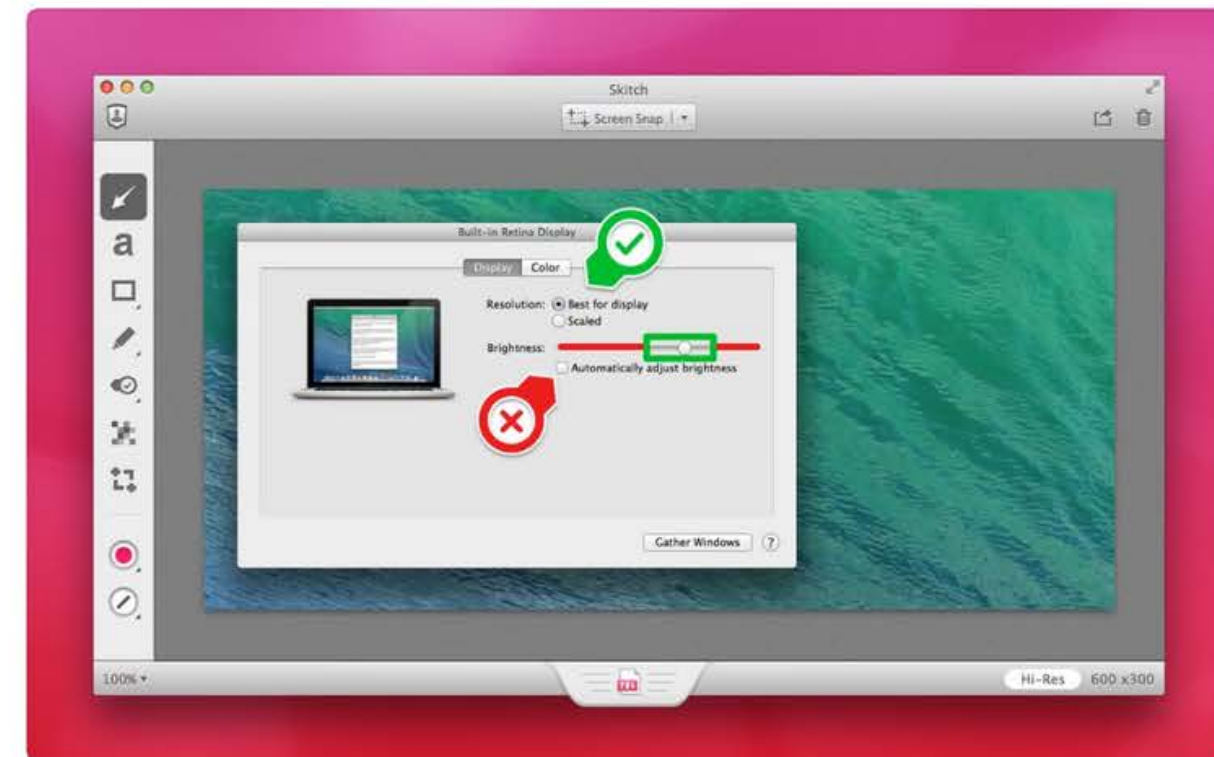 Skitch
Screen Snap
a
Built-in Retina Display
Display Color
Resolution: Best for display
Scaled
Brightness:
Automatically adjust brightness
Gather Windows ?
100%
Hi-Res 600 x300